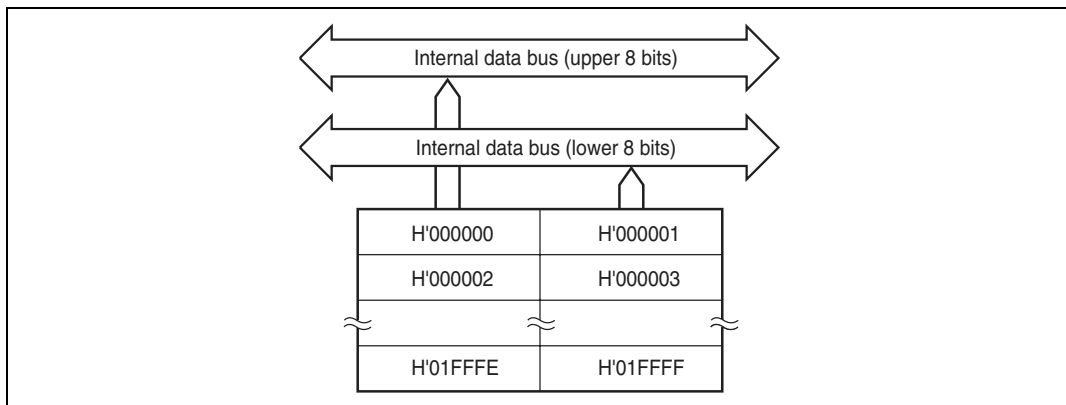 Internal data bus (upper 8 bits)
Internal data bus (lower 8 bits)
H'000000 H'000001
H'000002 H'000003
H'01FFFE H'01FFFF